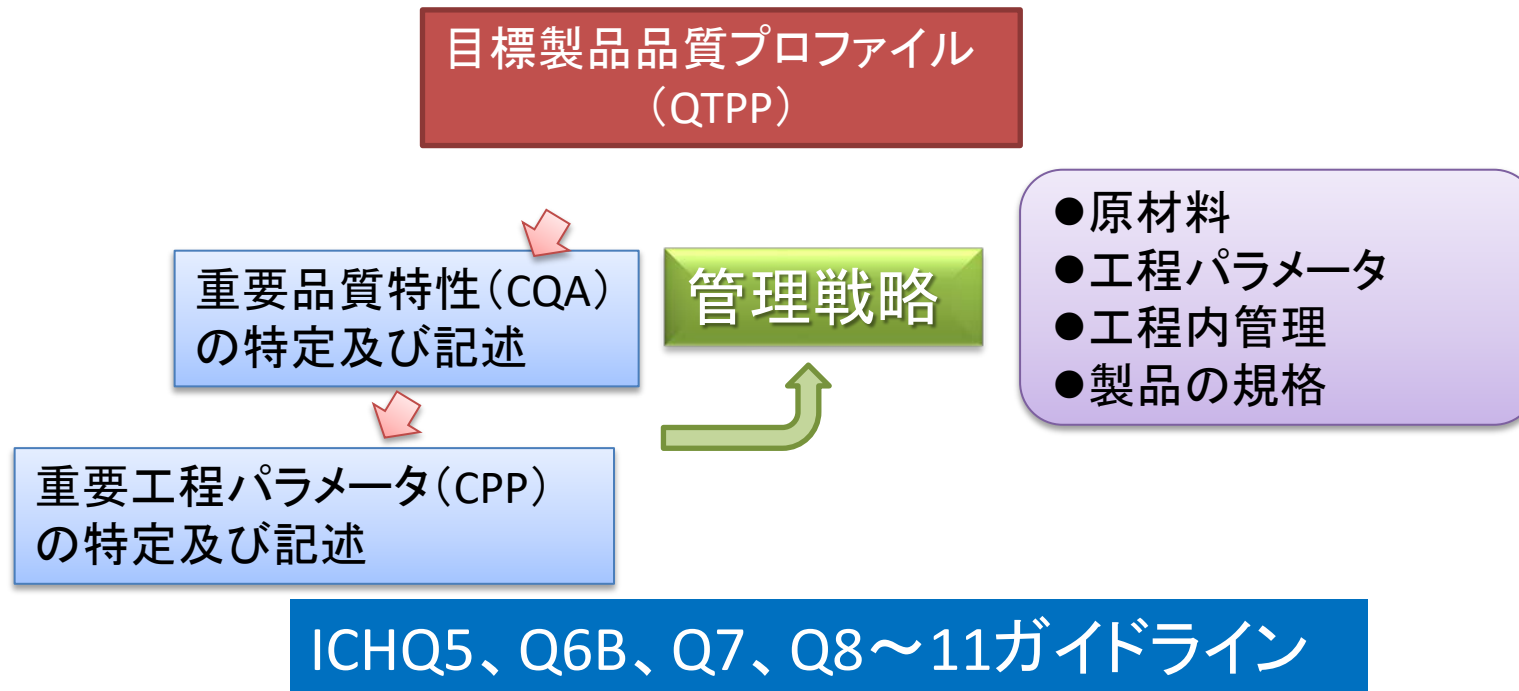 目標製品品質プロファイル
（QTPP）
重要品質特性（CQA）
の特定及び記述
管理戦略
●原材料
●工程パラメータ
●工程内管理
●製品の規格
重要工程パラメータ（CPP）
の特定及び記述
ICHQ5、Q6B、Q7、Q8～11ガイドライン